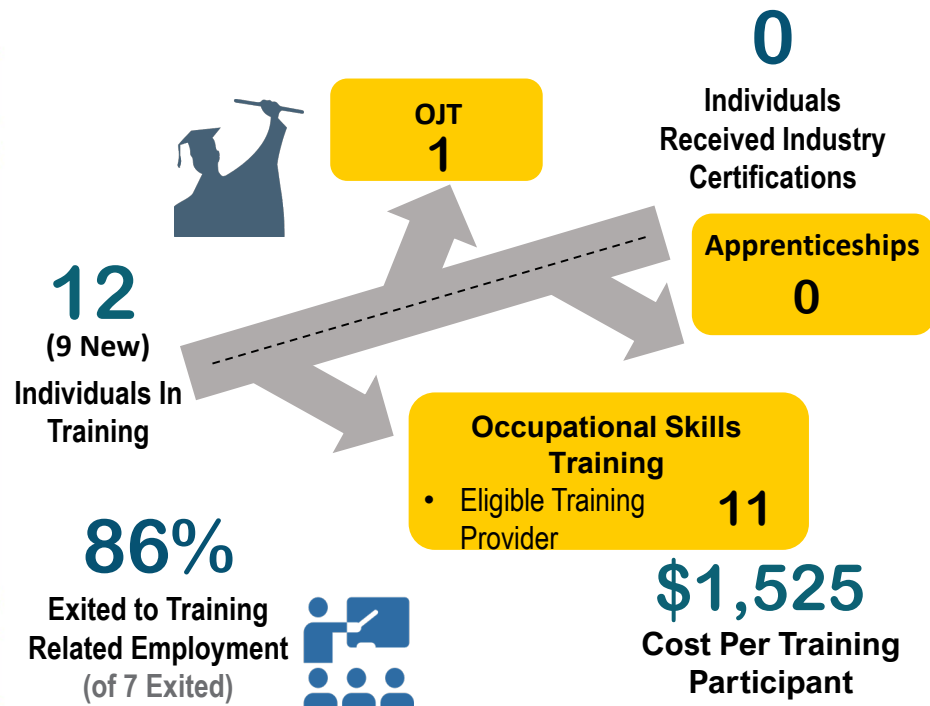 0
Individuals
Received Industry
Certifications
OJT
1
Apprenticeships
0
12
(9 New)
Individuals In
Training
Occupational Skills
Training
• Eligible Training
Provider
11
86%
Exited to Training
Related Employment
(of 7 Exited)
$1,525
Cost Per Training
Participant